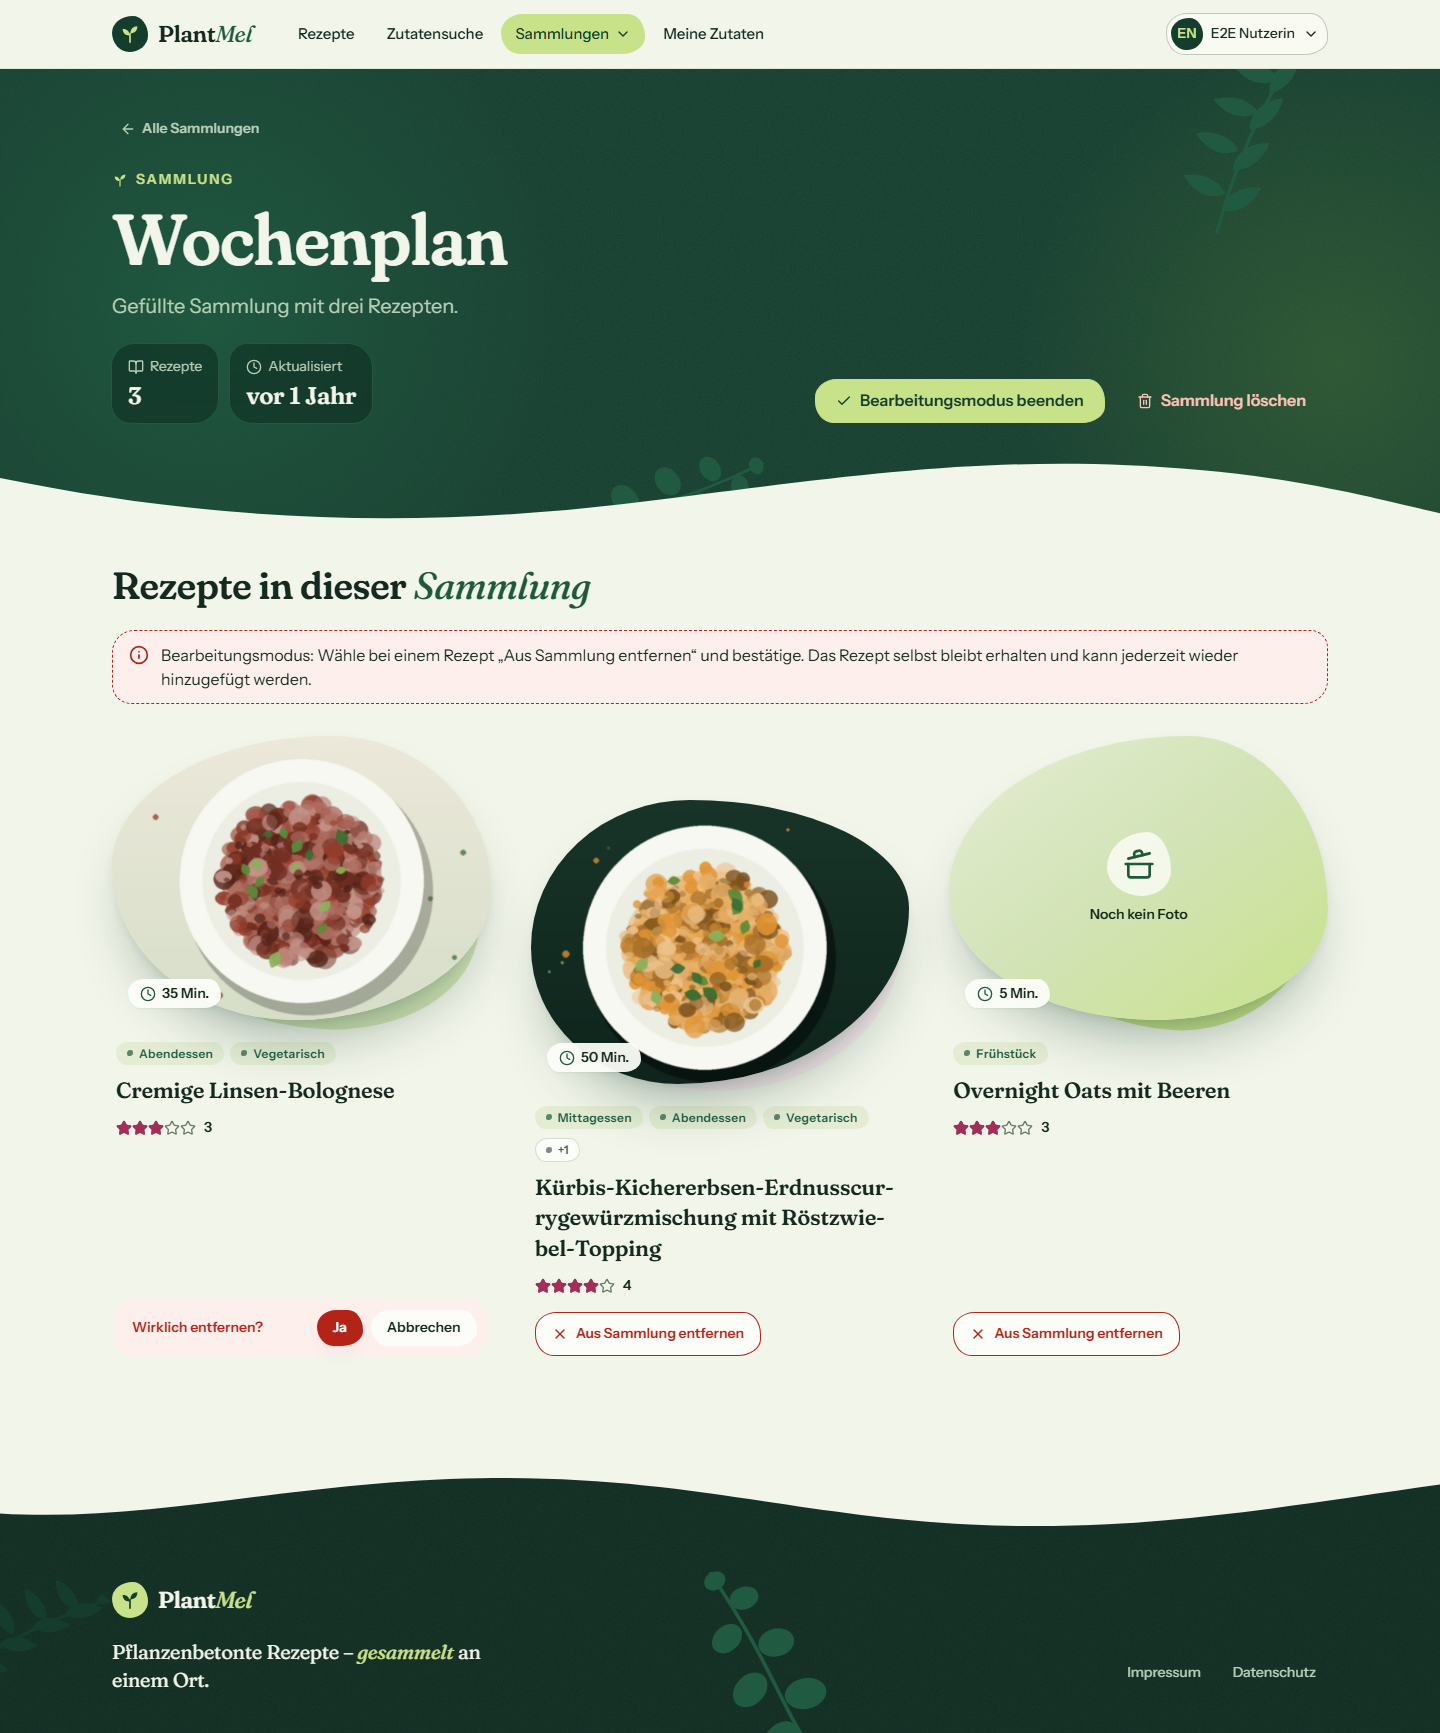 PlantMel
Rezepte
Zutatensuche
Sammlungen
Meine Zutaten
EN
E2E Nutzerin
Alle Sammlungen
SAMMLUNG
Wochenplan
Gefüllte Sammlung mit drei Rezepten.
Rezepte
3
Aktualisiert
vor 1 Jahr
Bearbeitungsmodus beenden
Sammlung löschen
Rezepte in dieser Sammlung
Bearbeitungsmodus: Wähle bei einem Rezept „Aus Sammlung entfernen“ und bestätige. Das Rezept selbst bleibt erhalten und kann jederzeit wieder
hinzugefügt werden.
35 Min.
Abendessen
Vegetarisch
Cremige Linsen-Bolognese
3
Wirklich entfernen?
Ja
Abbrechen
50 Min.
Mittagessen
Abendessen
Vegetarisch
+1
Kürbis-Kichererbsen-Erdnusscur-
rygewürzmischung mit Röstzwie-
bel-Topping
4
Aus Sammlung entfernen
Noch kein Foto
5 Min.
Frühstück
Overnight Oats mit Beeren
3
Aus Sammlung entfernen
PlantMel
Pflanzenbetonte Rezepte – gesammelt an
einem Ort.
Impressum
Datenschutz